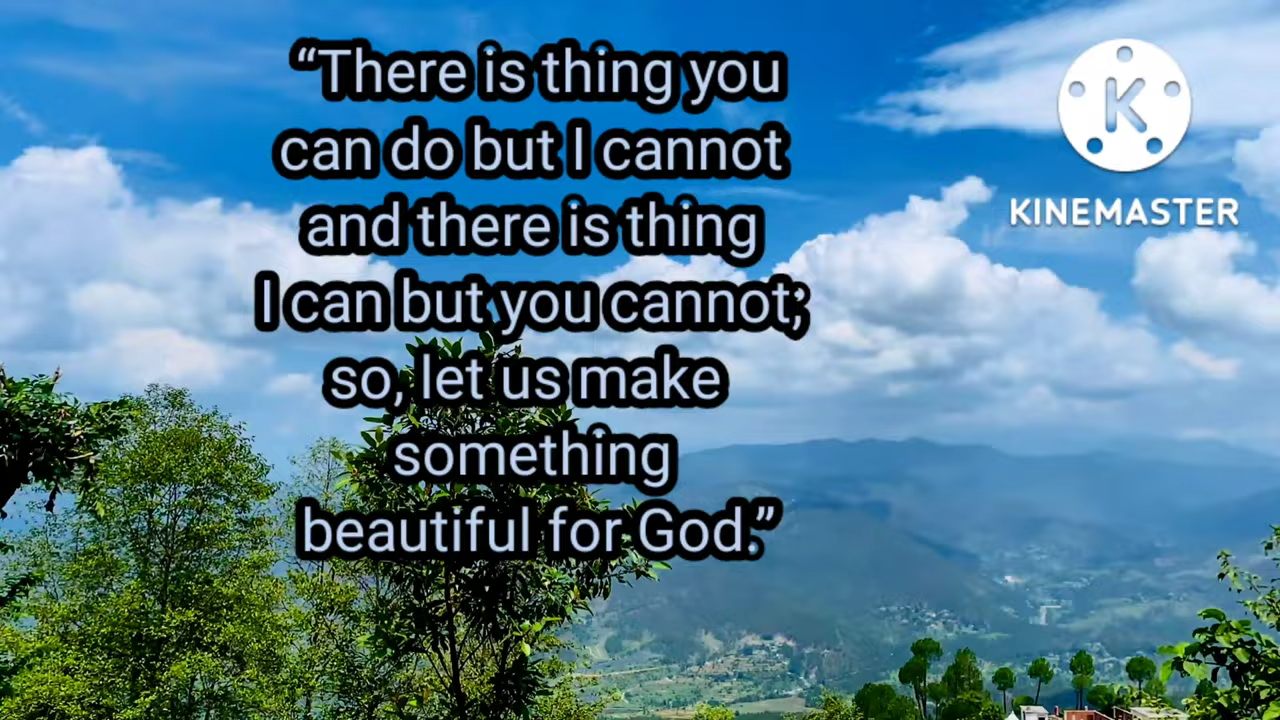 “There is thing you
can do but I cannot
and there is thing
I can but you cannot;
so, let us make
something
beautiful for God.”
K
KINEMASTER